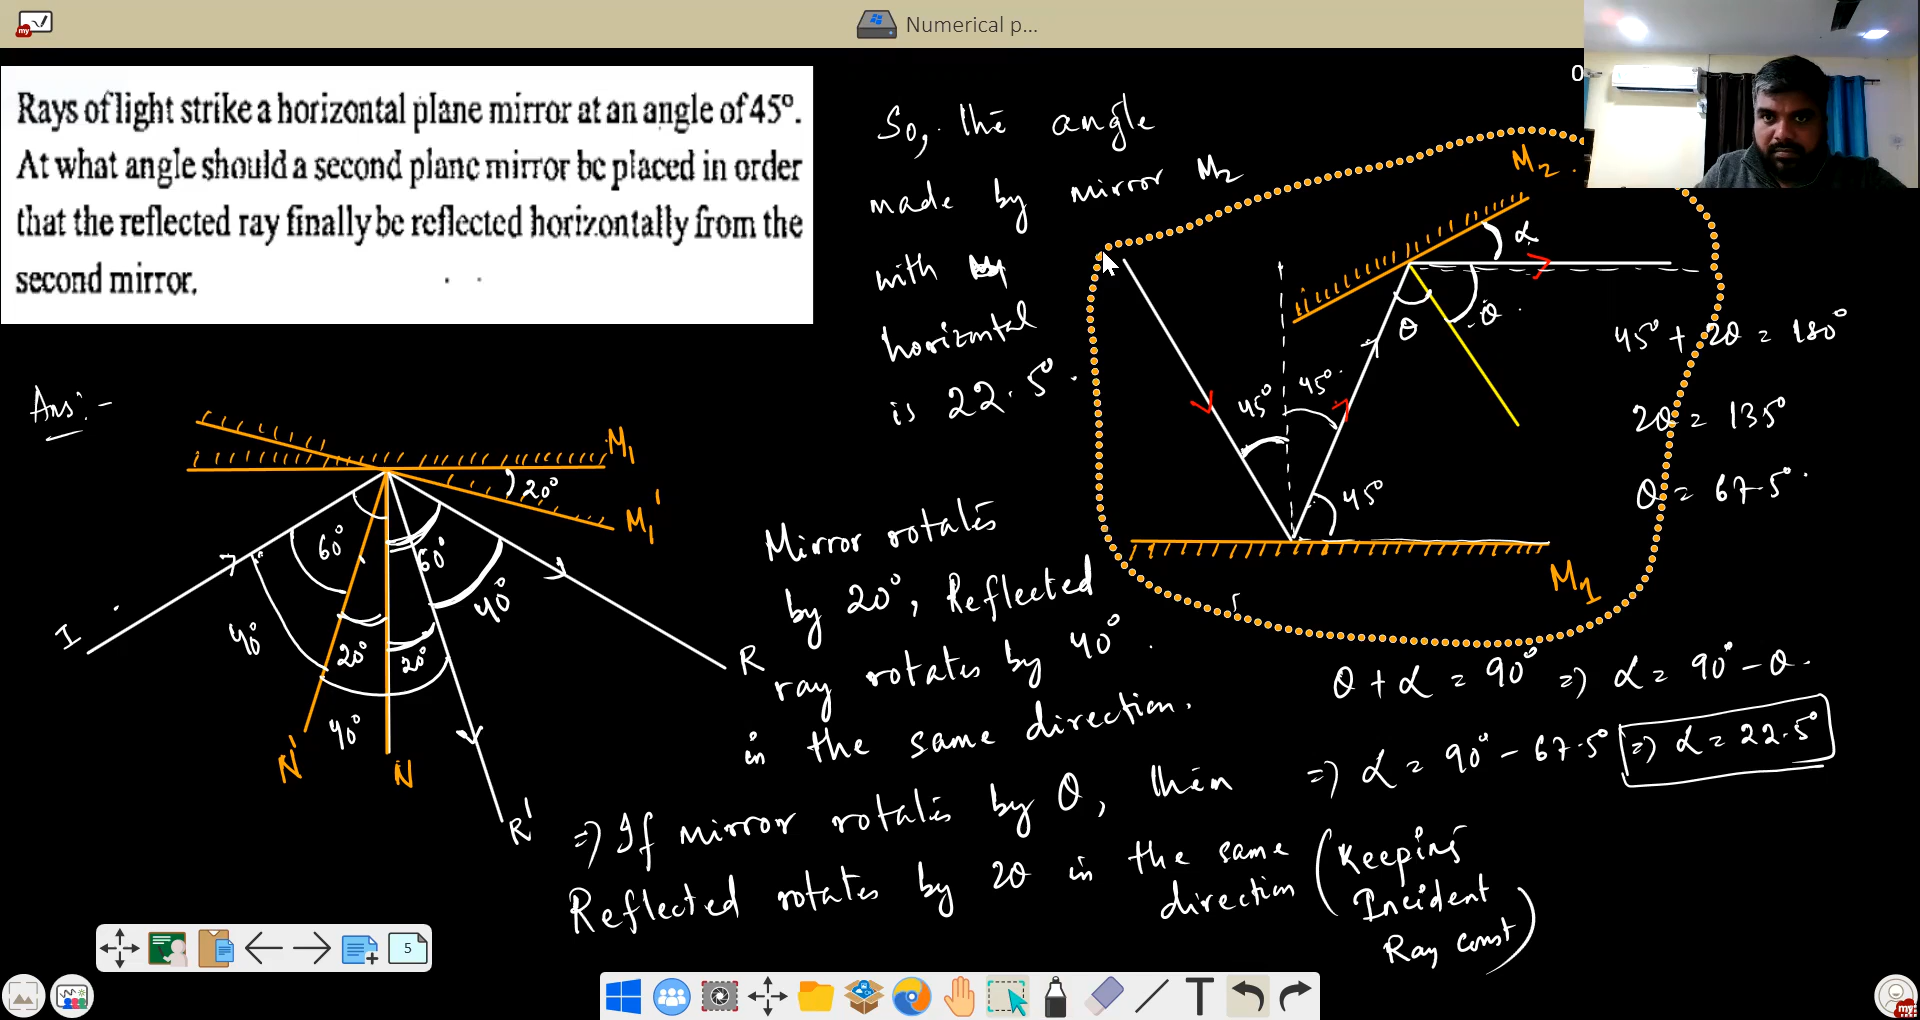 Numerical p...
Rays of light strike a horizontal plane mirror at an angle of 45°.
At what angle should a second plane mirror be placed in order
that the reflected ray finally be reflected horizontally from the
second mirror.
So, the angle
made by mirror M2
with
horizontal
is 22.5°.
Ans:-
M1
20°
M1'
60°
60°
40°
I
40°
20°
20°
R
40°
N'
N
R'
Mirror rotates
by 20°, Reflected
ray rotates by 40°.
in the same direction.
=) If mirror rotates by θ, then
Reflected rotates by 2θ in the same
direction (Keeping
Incident
Ray const)
M2.
α
θ
θ.
45°
45°.
45°
M1
45° + 2θ = 180°
2θ = 135°
θ = 67.5°.
θ + α = 90° =) α = 90° - θ.
=) α = 90° - 67.5° =) α = 22.5°
5